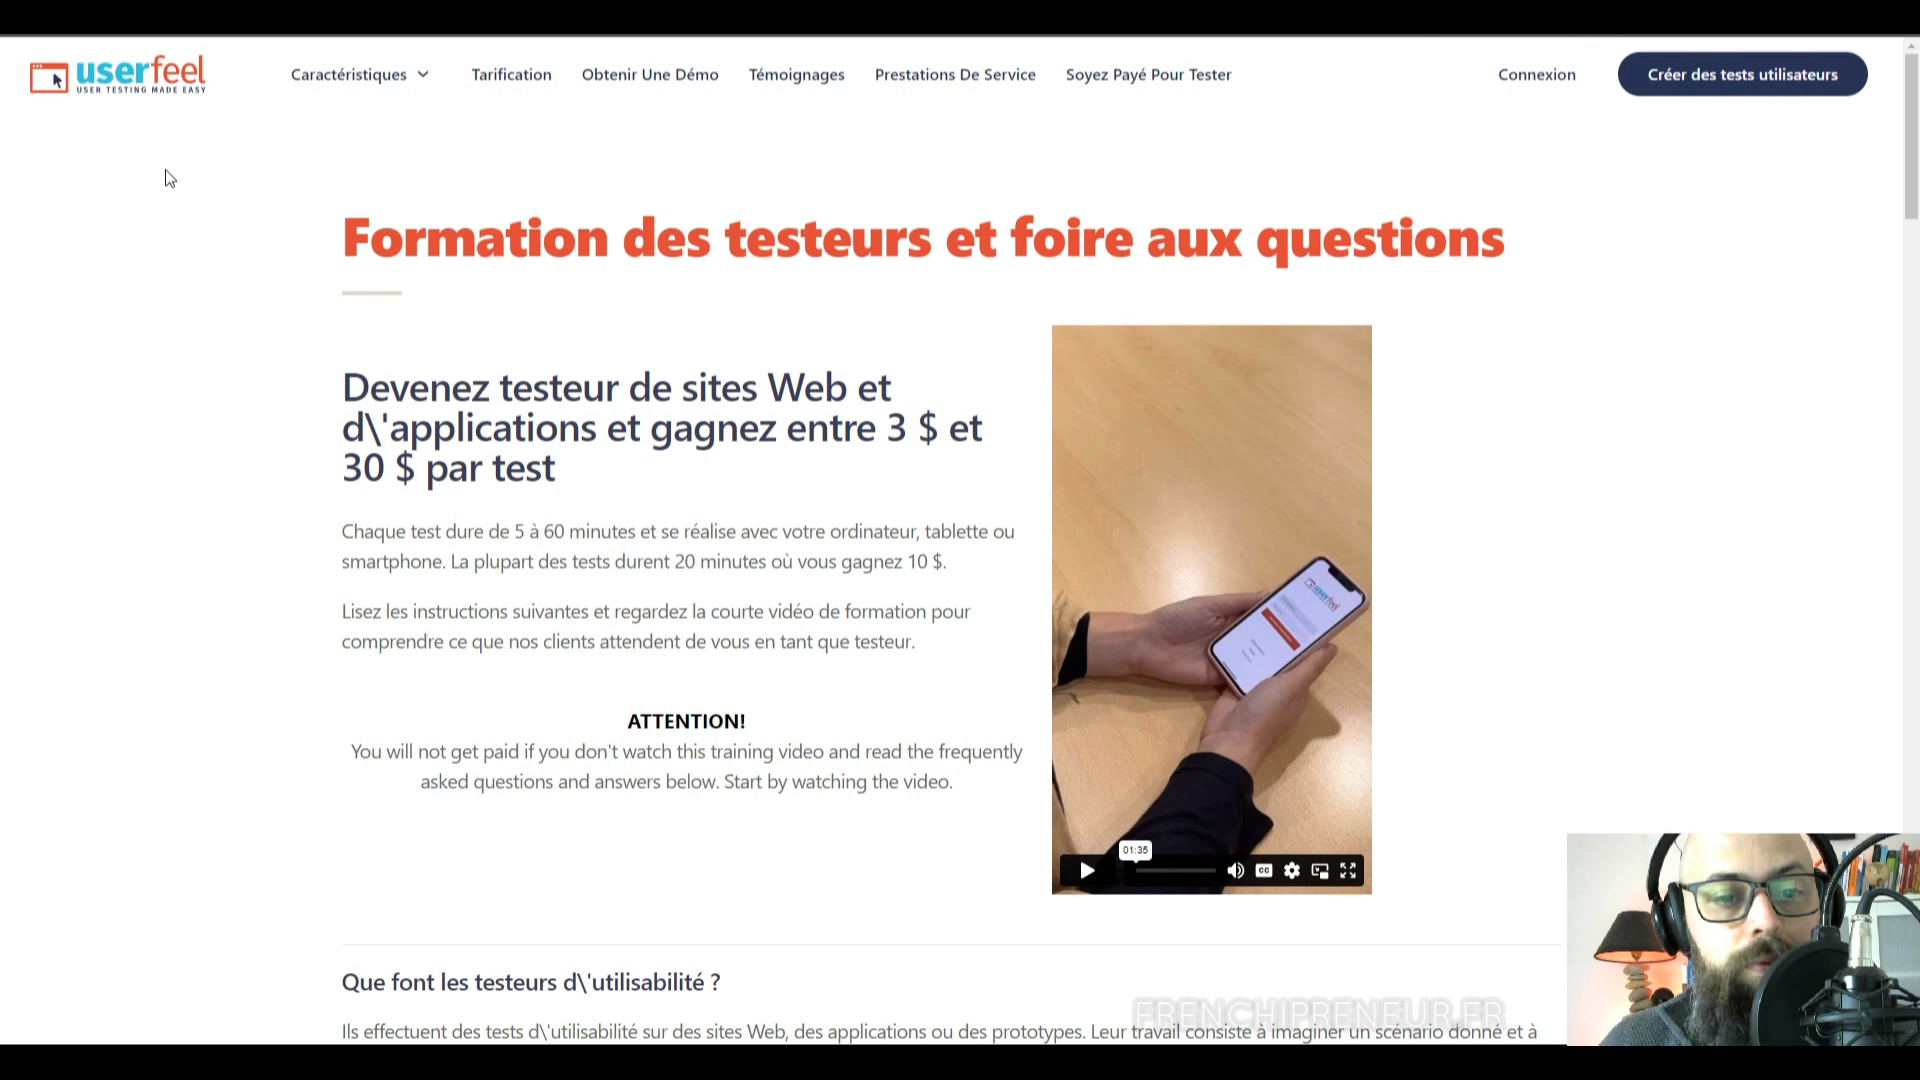 userfeel
USER TESTING MADE EASY
Caractéristiques
Tarification
Obtenir Une Démo
Témoignages
Prestations De Service
Soyez Payé Pour Tester
Connexion
Créer des tests utilisateurs
Formation des testeurs et foire aux questions
Devenez testeur de sites Web et
d\'applications et gagnez entre 3 $ et
30 $ par test
Chaque test dure de 5 à 60 minutes et se réalise avec votre ordinateur, tablette ou
smartphone. La plupart des tests durent 20 minutes où vous gagnez 10 $.
Lisez les instructions suivantes et regardez la courte vidéo de formation pour
comprendre ce que nos clients attendent de vous en tant que testeur.
ATTENTION!
You will not get paid if you don't watch this training video and read the frequently
asked questions and answers below. Start by watching the video.
userfeel
01:35
CC
Que font les testeurs d\'utilisabilité ?
FRENCHIPRENEUR.FR
Ils effectuent des tests d\'utilisabilité sur des sites Web, des applications ou des prototypes. Leur travail consiste à imaginer un scénario donné et à